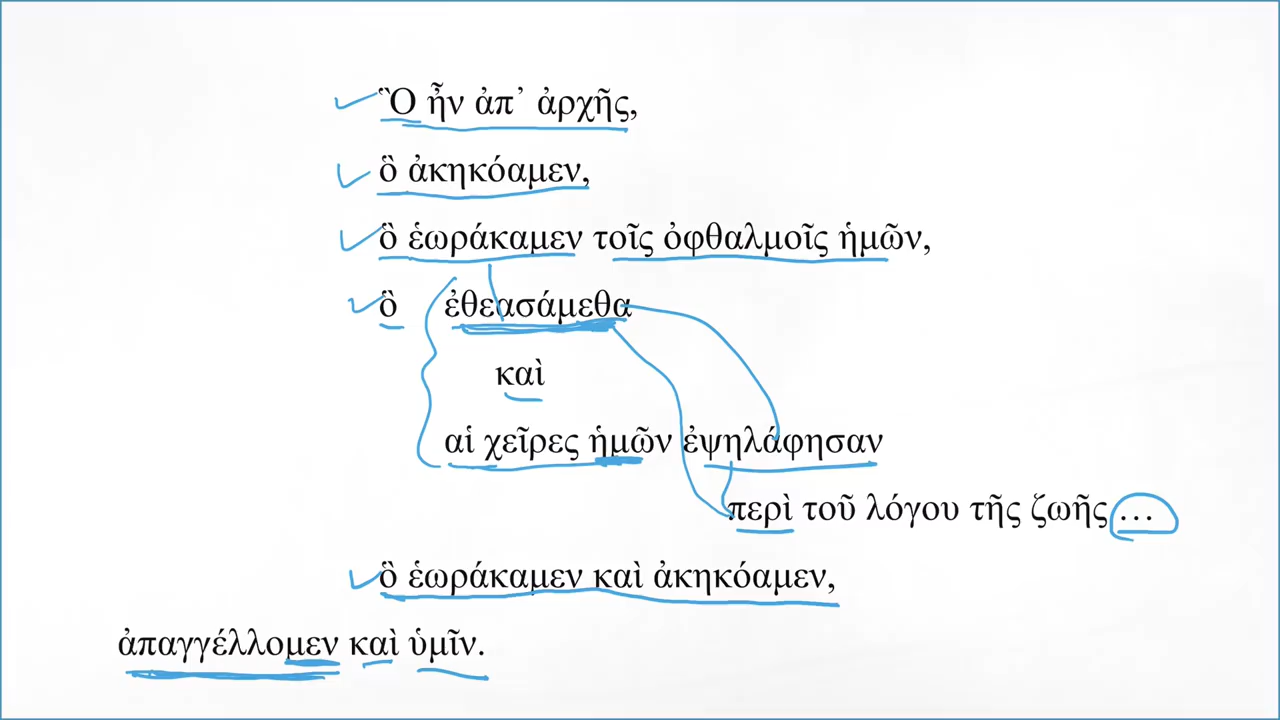 Ὃ ἦν ἀπ᾽ ἀρχῆς,
ὃ ἀκηκόαμεν,
ὃ ἑωράκαμεν τοῖς ὀφθαλμοῖς ἡμῶν,
ὃ ἐθεασάμεθα
καὶ
αἱ χεῖρες ἡμῶν ἐψηλάφησαν
περὶ τοῦ λόγου τῆς ζωῆς …
ὃ ἑωράκαμεν καὶ ἀκηκόαμεν,
ἀπαγγέλλομεν καὶ ὑμῖν.